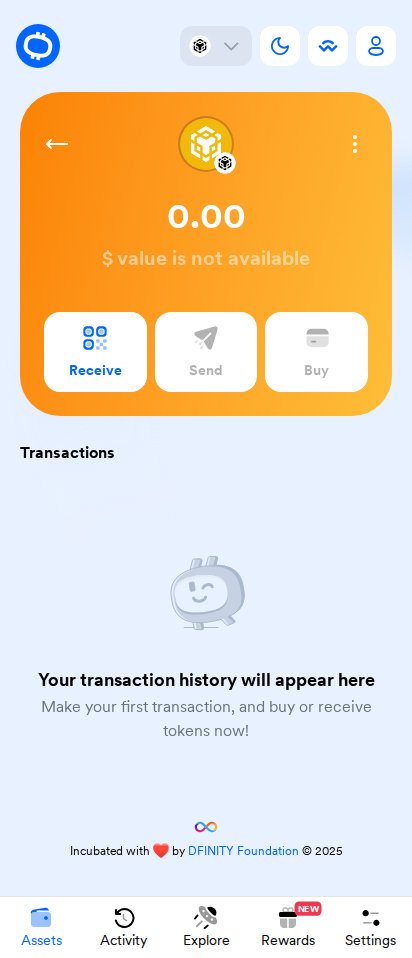 0.00
$ value is not available
Receive
Send
Buy
Transactions
Your transaction history will appear here
Make your first transaction, and buy or receive
tokens now!
Incubated with ❤️ by DFINITY Foundation © 2025
NEW
Assets
Activity
Explore
Rewards
Settings